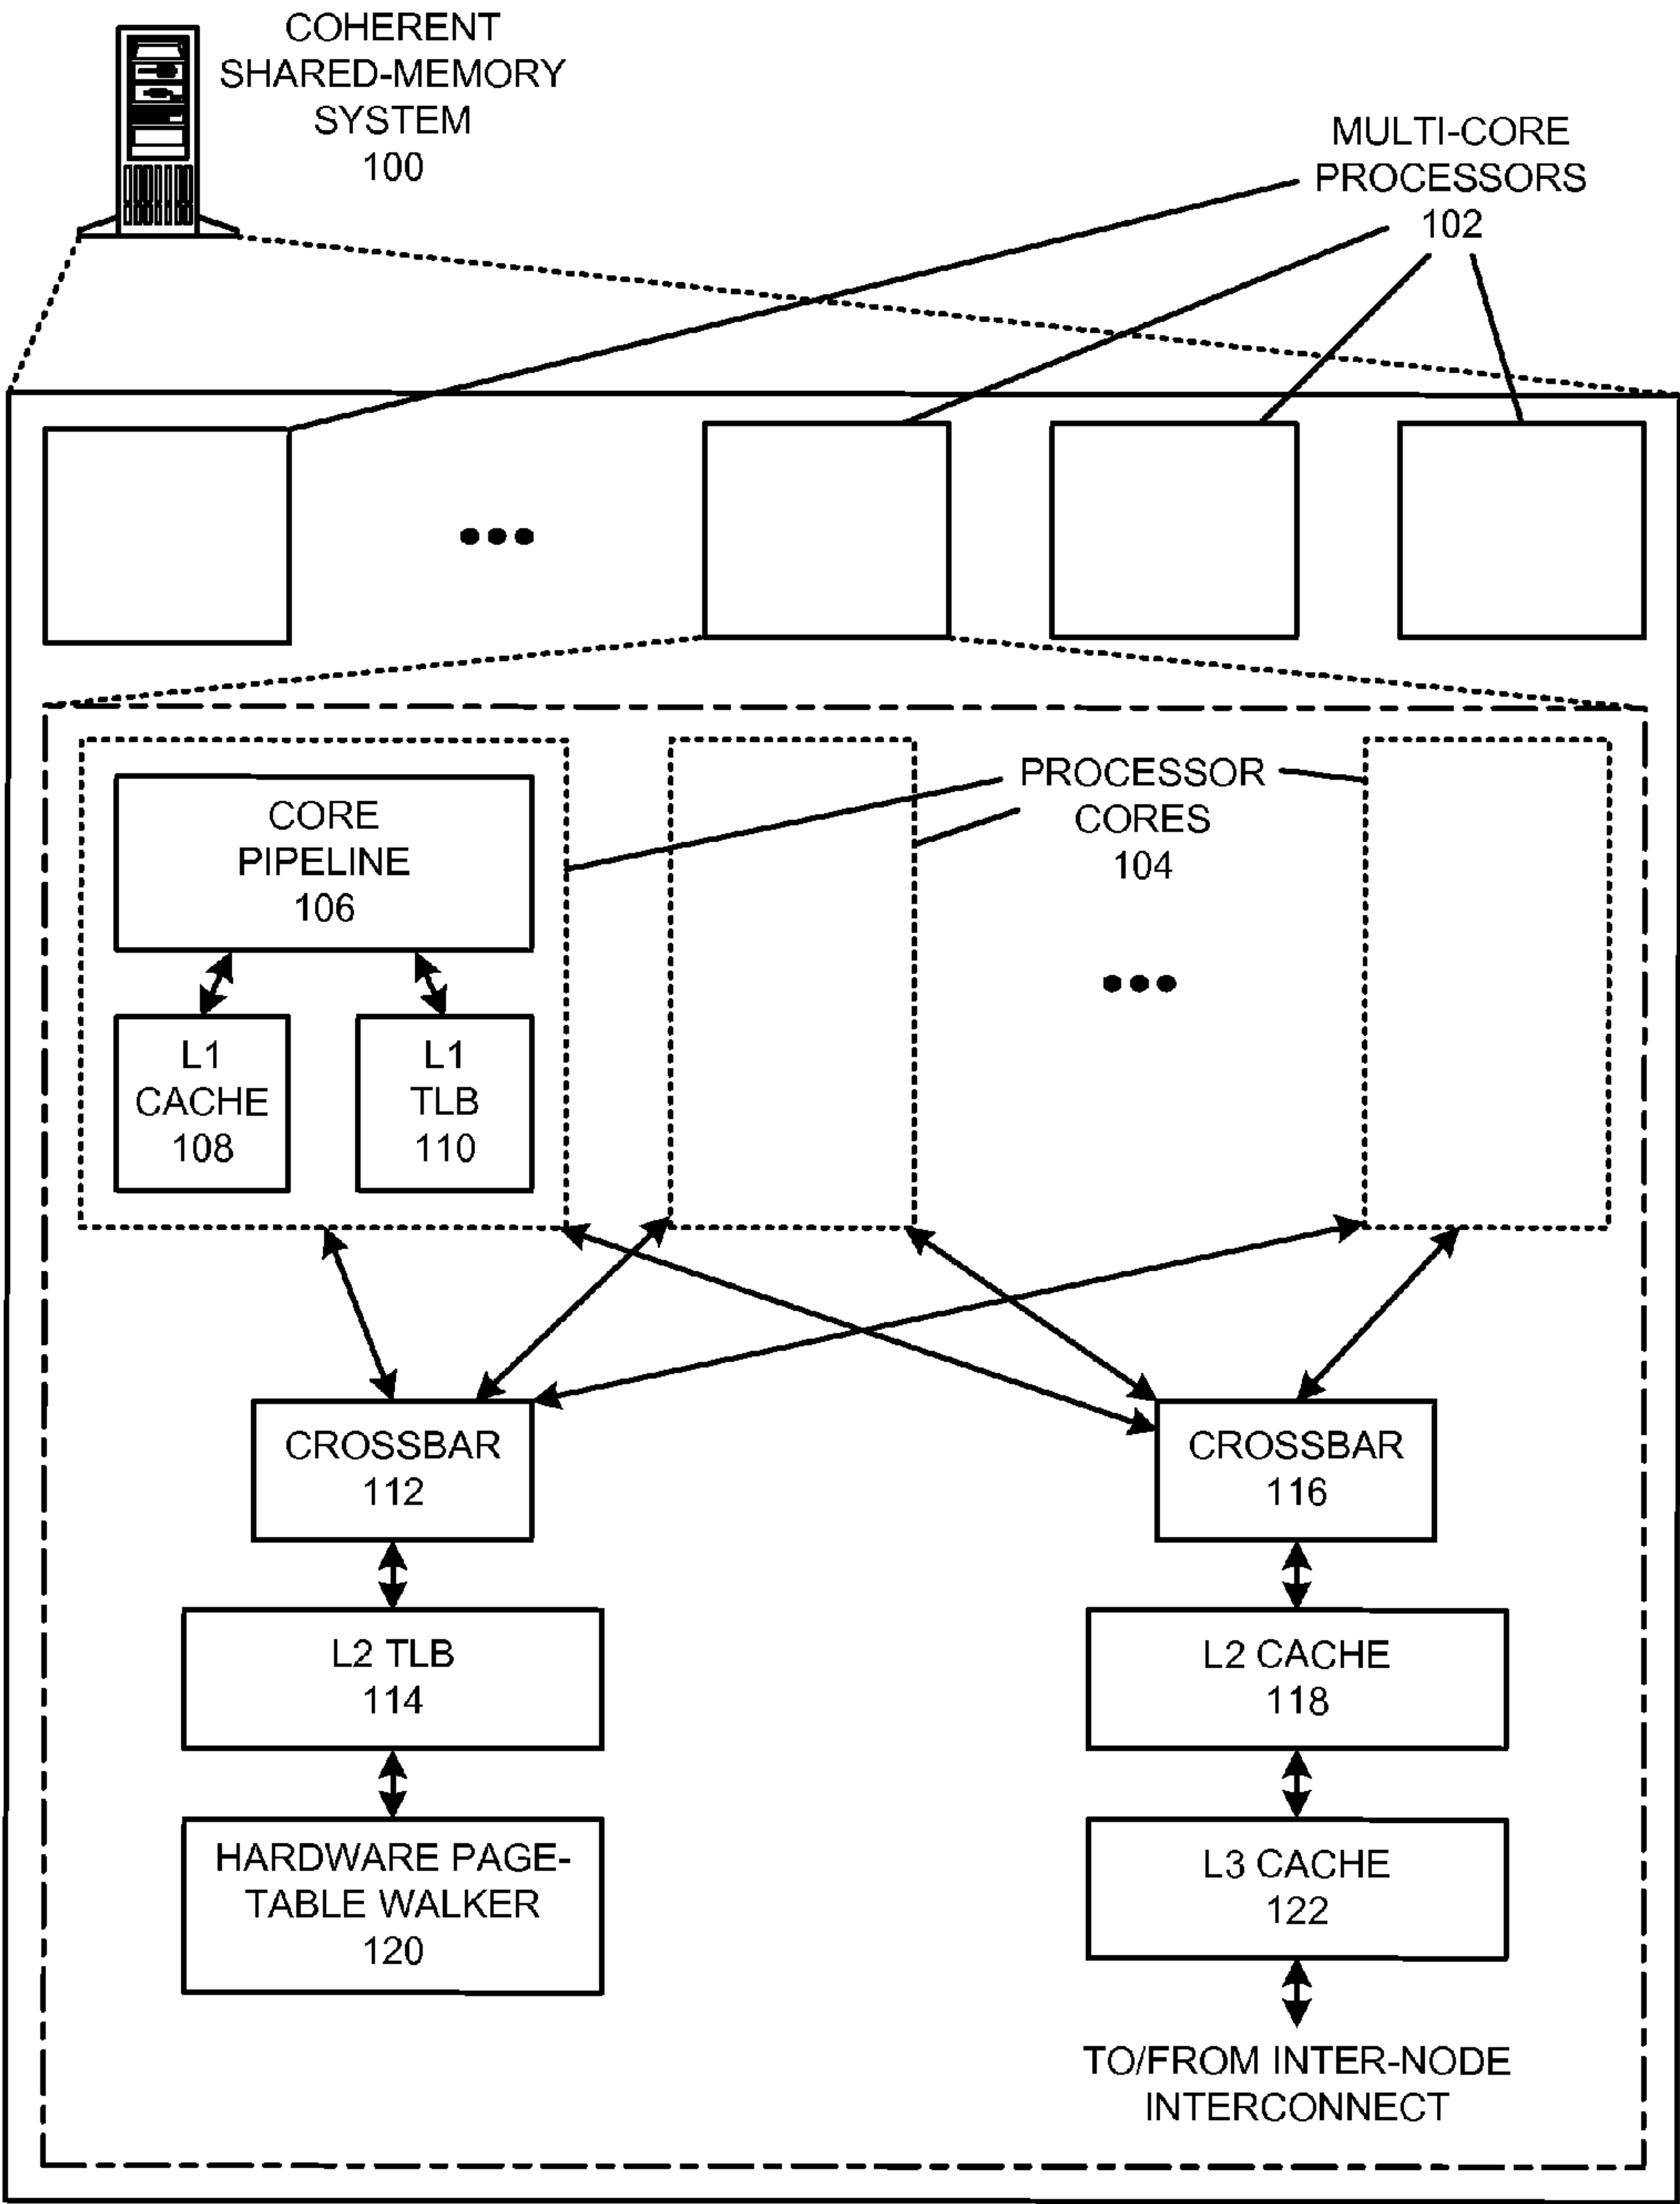 COHERENT
SHARED-MEMORY
SYSTEM
100
MULTI-CORE
PROCESSORS
102
PROCESSOR
CORES
104
CORE
PIPELINE
106
L1
CACHE
108
L1
TLB
110
CROSSBAR
112
CROSSBAR
116
L2 TLB
114
L2 CACHE
118
HARDWARE PAGE-
TABLE WALKER
120
L3 CACHE
122
TO/FROM INTER-NODE
INTERCONNECT